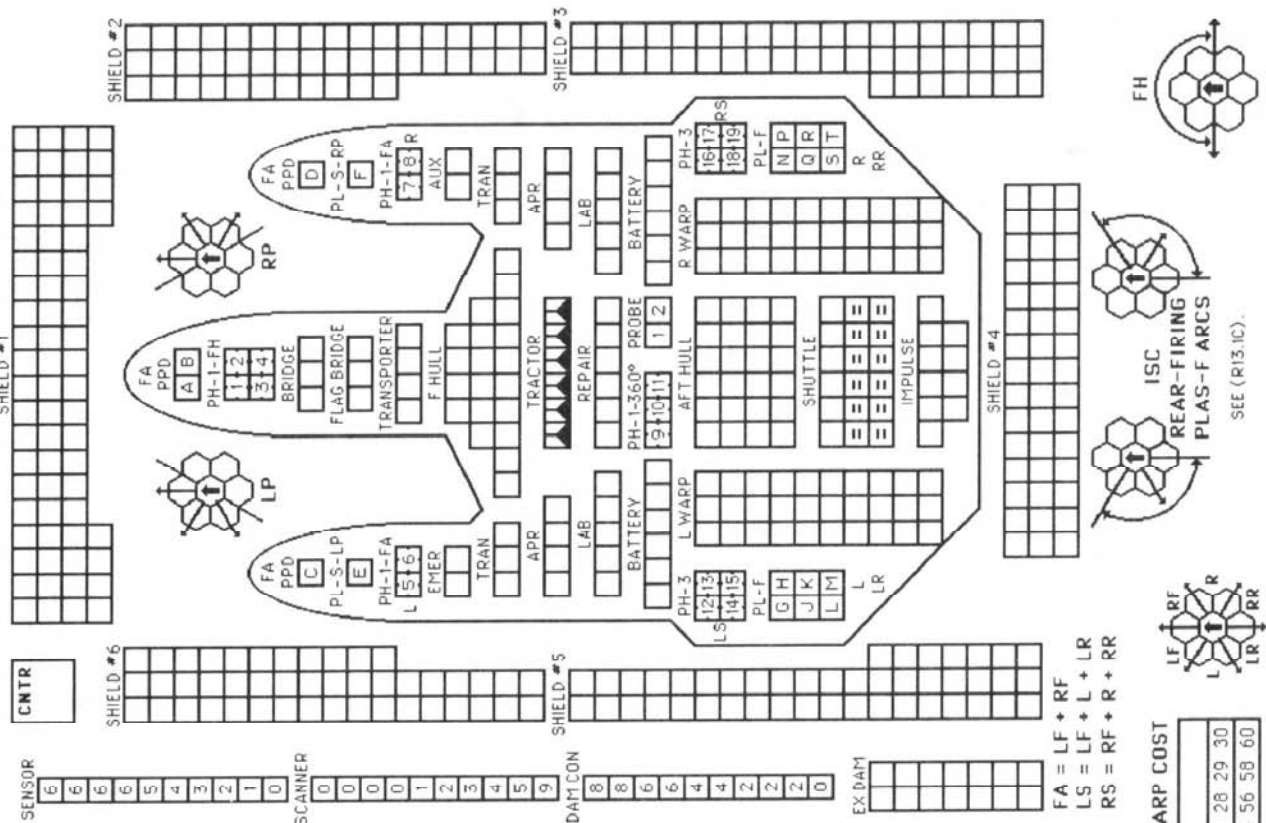 SHIELD #1
CNTR
SHIELD #2
SHIELD #3
SHIELD #6
SHIELD #5
SHIELD #4
SENSOR
6
6
6
6
6
5
4
3
2
1
0
SCANNER
0
0
0
0
1
2
3
4
5
9
DAM CON
8
8
6
6
4
4
2
2
2
0
EX DAM
LP
RP
FA
PPD
C
PL-S-LP
E
PH-1-FA
L 5 6
EMER
TRAN
APR
LAB
BATTERY
FA
PPD
A B
PH-1-FH
1 2
3 4
BRIDGE
FLAG BRIDGE
TRANSPORTER
F HULL
TRACTOR
REPAIR
PH-1-360° PROBE
9 10 11 1 2
AFT HULL
SHUTTLE
= = = = = =
= = = = = =
IMPULSE
FA
PPD
D
PL-S-RP
F
PH-1-FA
7 8 R
AUX
TRAN
APR
LAB
BATTERY
L WARP
R WARP
PH-3
LS 12 13
14 15
PL-F
G H
J K
L M
L
LR
PH-3
16 17 RS
18 19
PL-F
N P
Q R
S T
R
RR
FA = LF + RF
LS = LF + L + LR
RS = RF + R + RR
LF RF
L R
LR RR
ISC
REAR-FIRING
PLAS-F ARCS
SEE (R13.1C).
FH
ARP COST
28 29 30
56 58 60